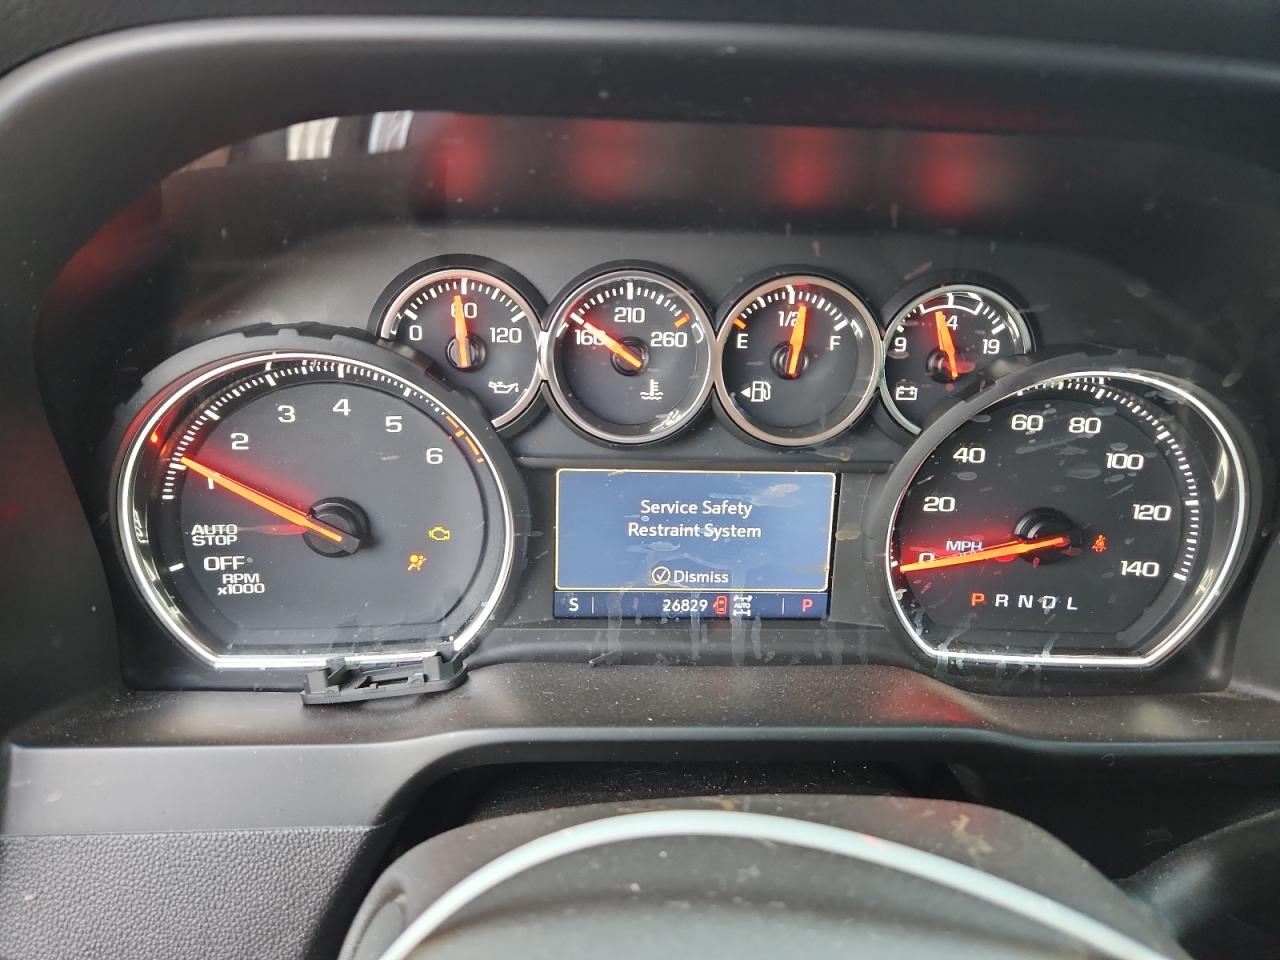 60
0 120
210
160 260
1/2
E F
14
9 19
1 2 3 4 5 6
AUTO
STOP
OFF
RPM
x1000
Service Safety
Restraint System
Dismiss
S 26829 AUTO P
0 20 40 60 80 100 120 140
MPH
P R N D L